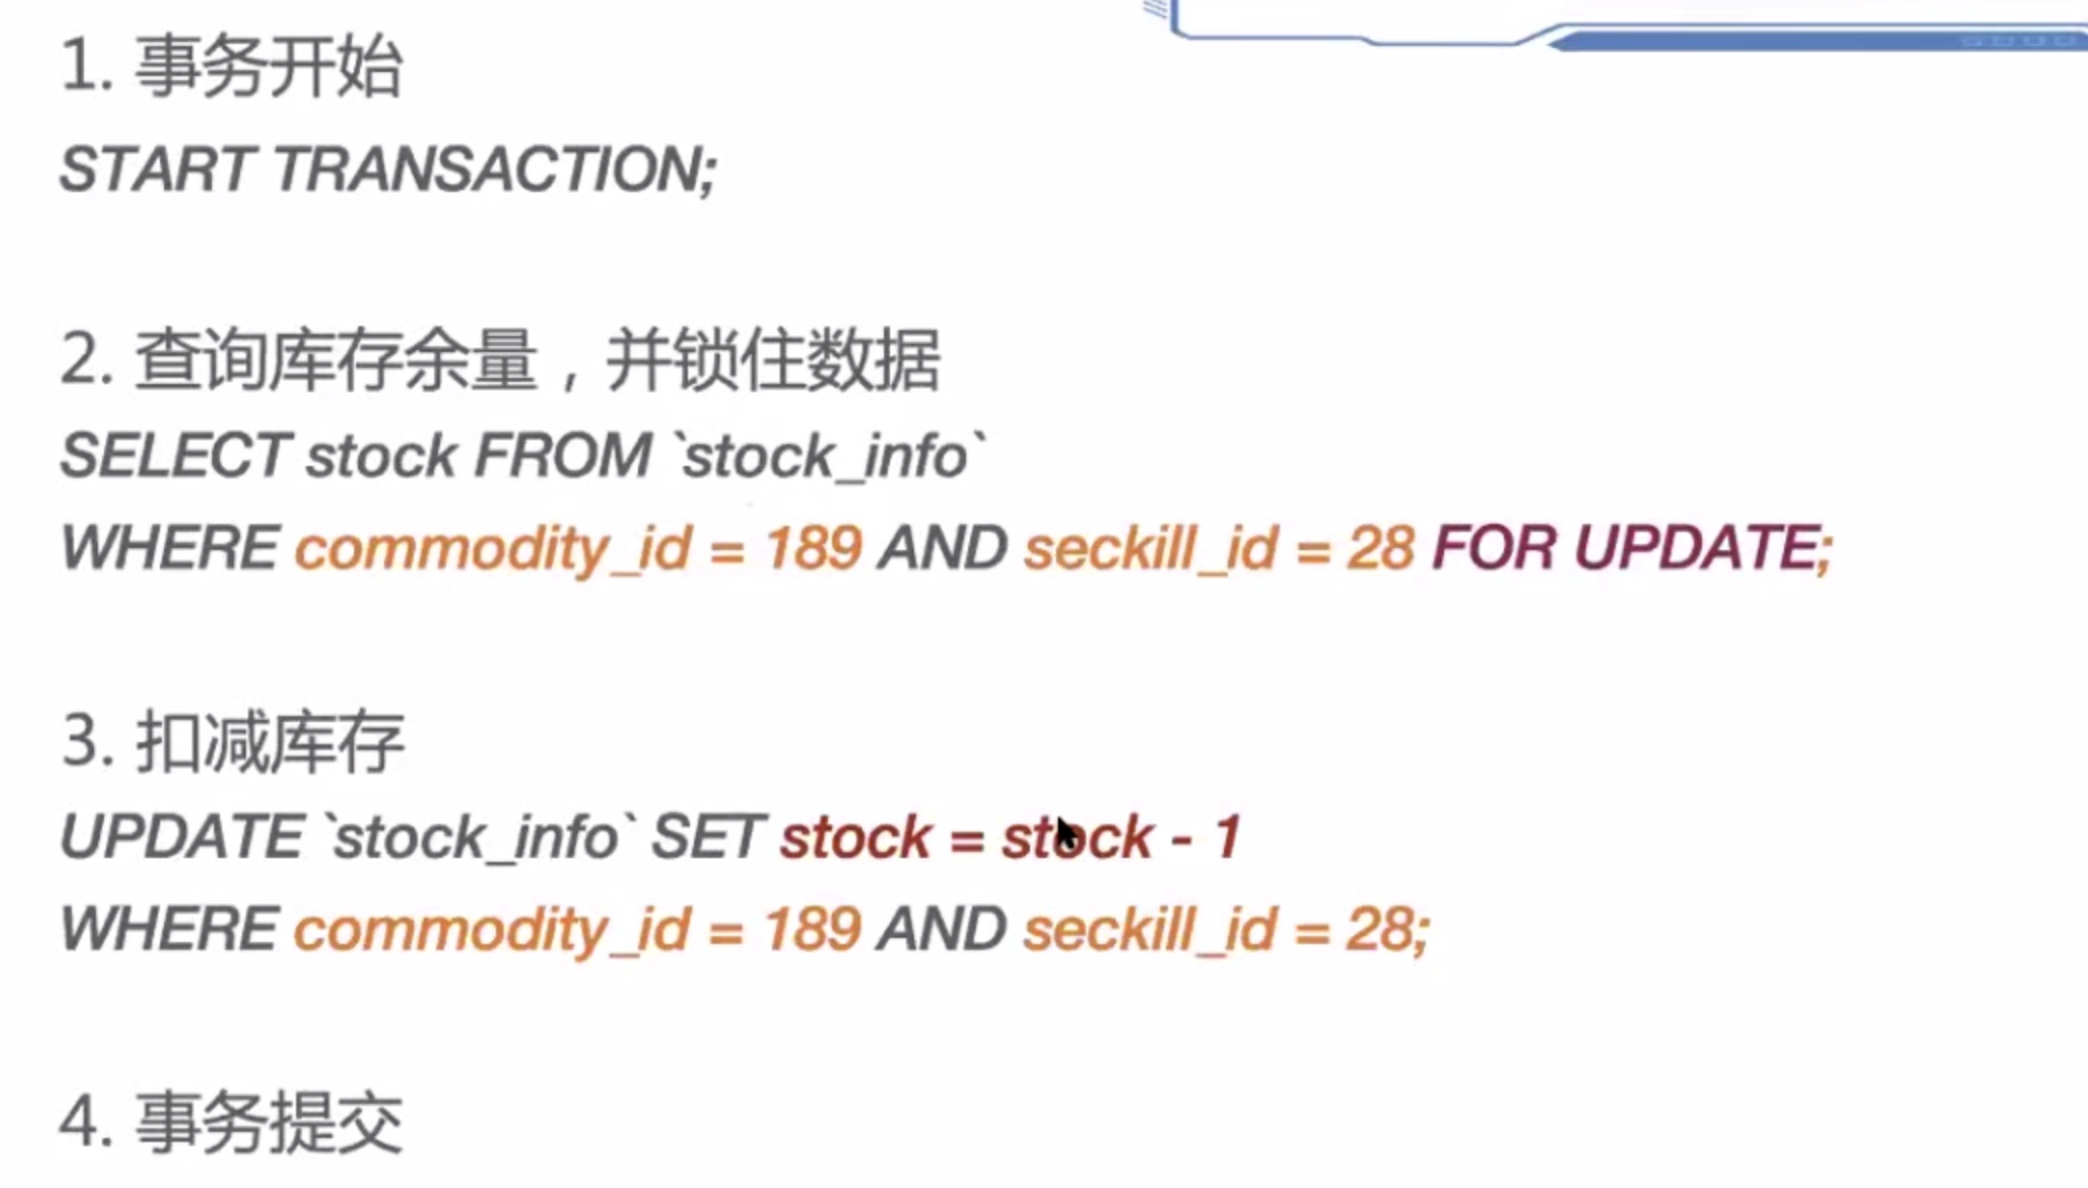 1. 事务开始
START TRANSACTION;
2. 查询库存余量，并锁住数据
SELECT stock FROM `stock_info`
WHERE commodity_id = 189 AND seckill_id = 28 FOR UPDATE;
3. 扣减库存
UPDATE `stock_info` SET stock = stock - 1
WHERE commodity_id = 189 AND seckill_id = 28;
4. 事务提交